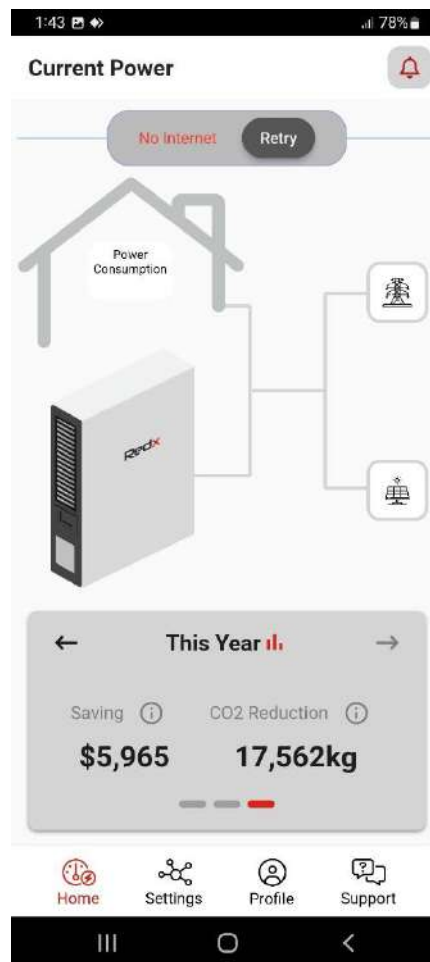 1:43
78%
Current Power
No Internet
Retry
Power
Consumption
Redx
This Year
Saving
CO2 Reduction
$5,965
17,562kg
Home
Settings
Profile
Support